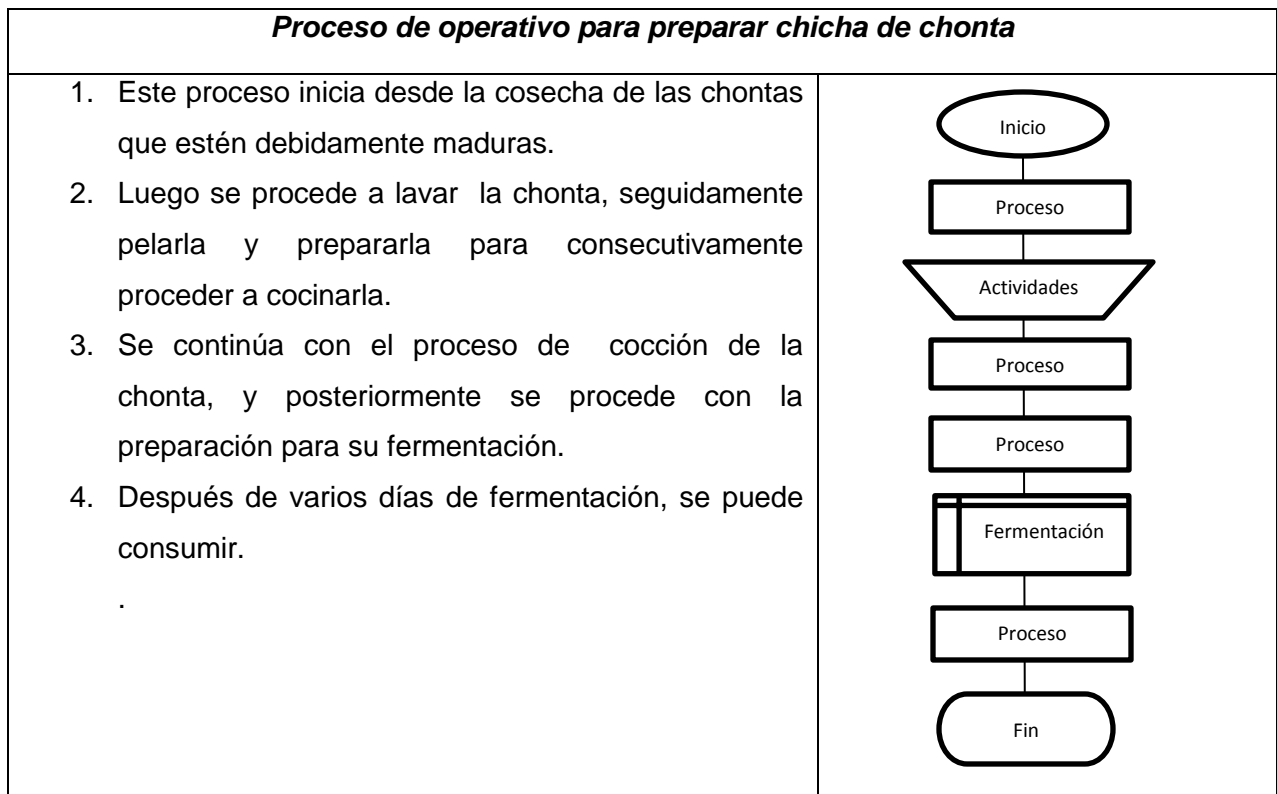 Proceso de operativo para preparar chicha de chonta
1. Este proceso inicia desde la cosecha de las chontas
que estén debidamente maduras.
2. Luego se procede a lavar la chonta, seguidamente
pelarla y prepararla para consecutivamente
proceder a cocinarla.
3. Se continúa con el proceso de cocción de la
chonta, y posteriormente se procede con la
preparación para su fermentación.
4. Después de varios días de fermentación, se puede
consumir.
.
Inicio
Proceso
Actividades
Proceso
Proceso
Fermentación
Proceso
Fin